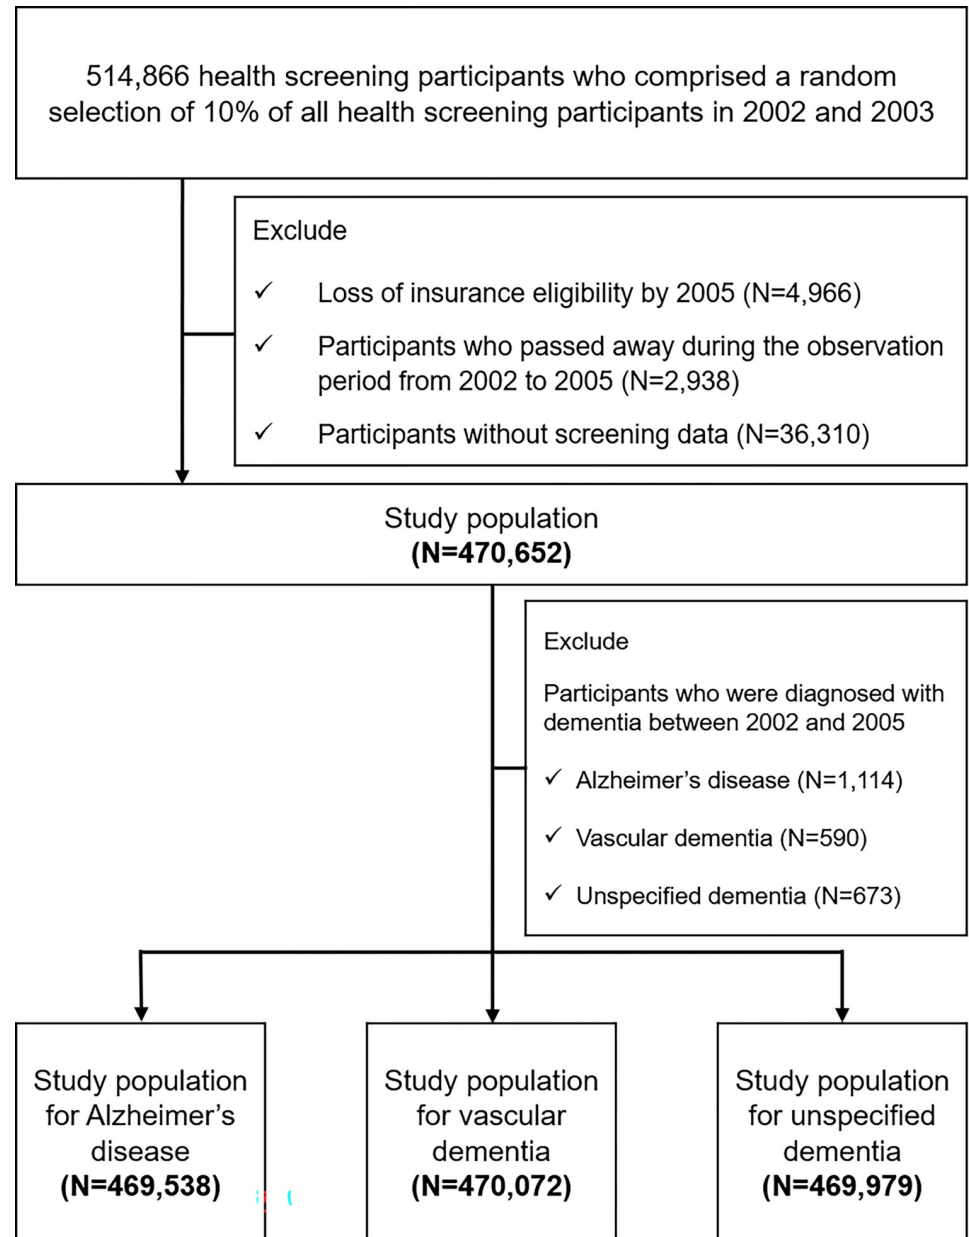 514,866 health screening participants who comprised a random
selection of 10% of all health screening participants in 2002 and 2003
Exclude
✓ Loss of insurance eligibility by 2005 (N=4,966)
✓ Participants who passed away during the observation
period from 2002 to 2005 (N=2,938)
✓ Participants without screening data (N=36,310)
Study population
(N=470,652)
Exclude
Participants who were diagnosed with
dementia between 2002 and 2005
✓ Alzheimer’s disease (N=1,114)
✓ Vascular dementia (N=590)
✓ Unspecified dementia (N=673)
Study population
for Alzheimer’s
disease
(N=469,538)
Study population
for vascular
dementia
(N=470,072)
Study population
for unspecified
dementia
(N=469,979)